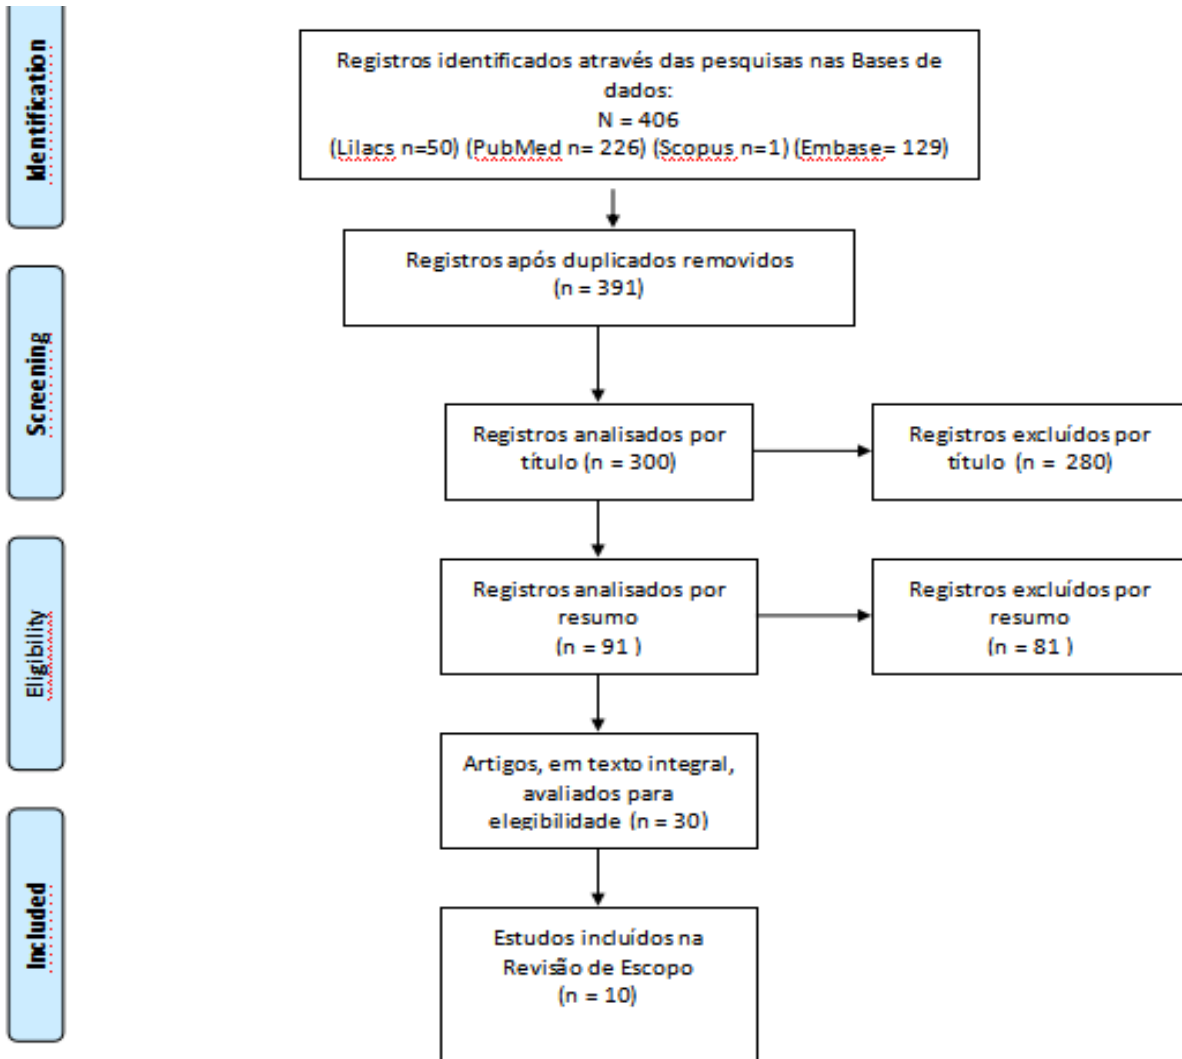 Identification
Registros identificados através das pesquisas nas Bases de
dados:
N = 406
(Lilacs n=50) (PubMed n= 226) (Scopus n=1) (Embase= 129)
Registros após duplicados removidos
(n = 391)
Screening
Registros analisados por
título (n = 300)
Registros excluídos por
título (n = 280)
Eligibility
Registros analisados por
resumo
(n = 91 )
Registros excluídos por
resumo
(n = 81 )
Artigos, em texto integral,
avaliados para
elegibilidade (n = 30)
Included
Estudos incluídos na
Revisão de Escopo
(n = 10)